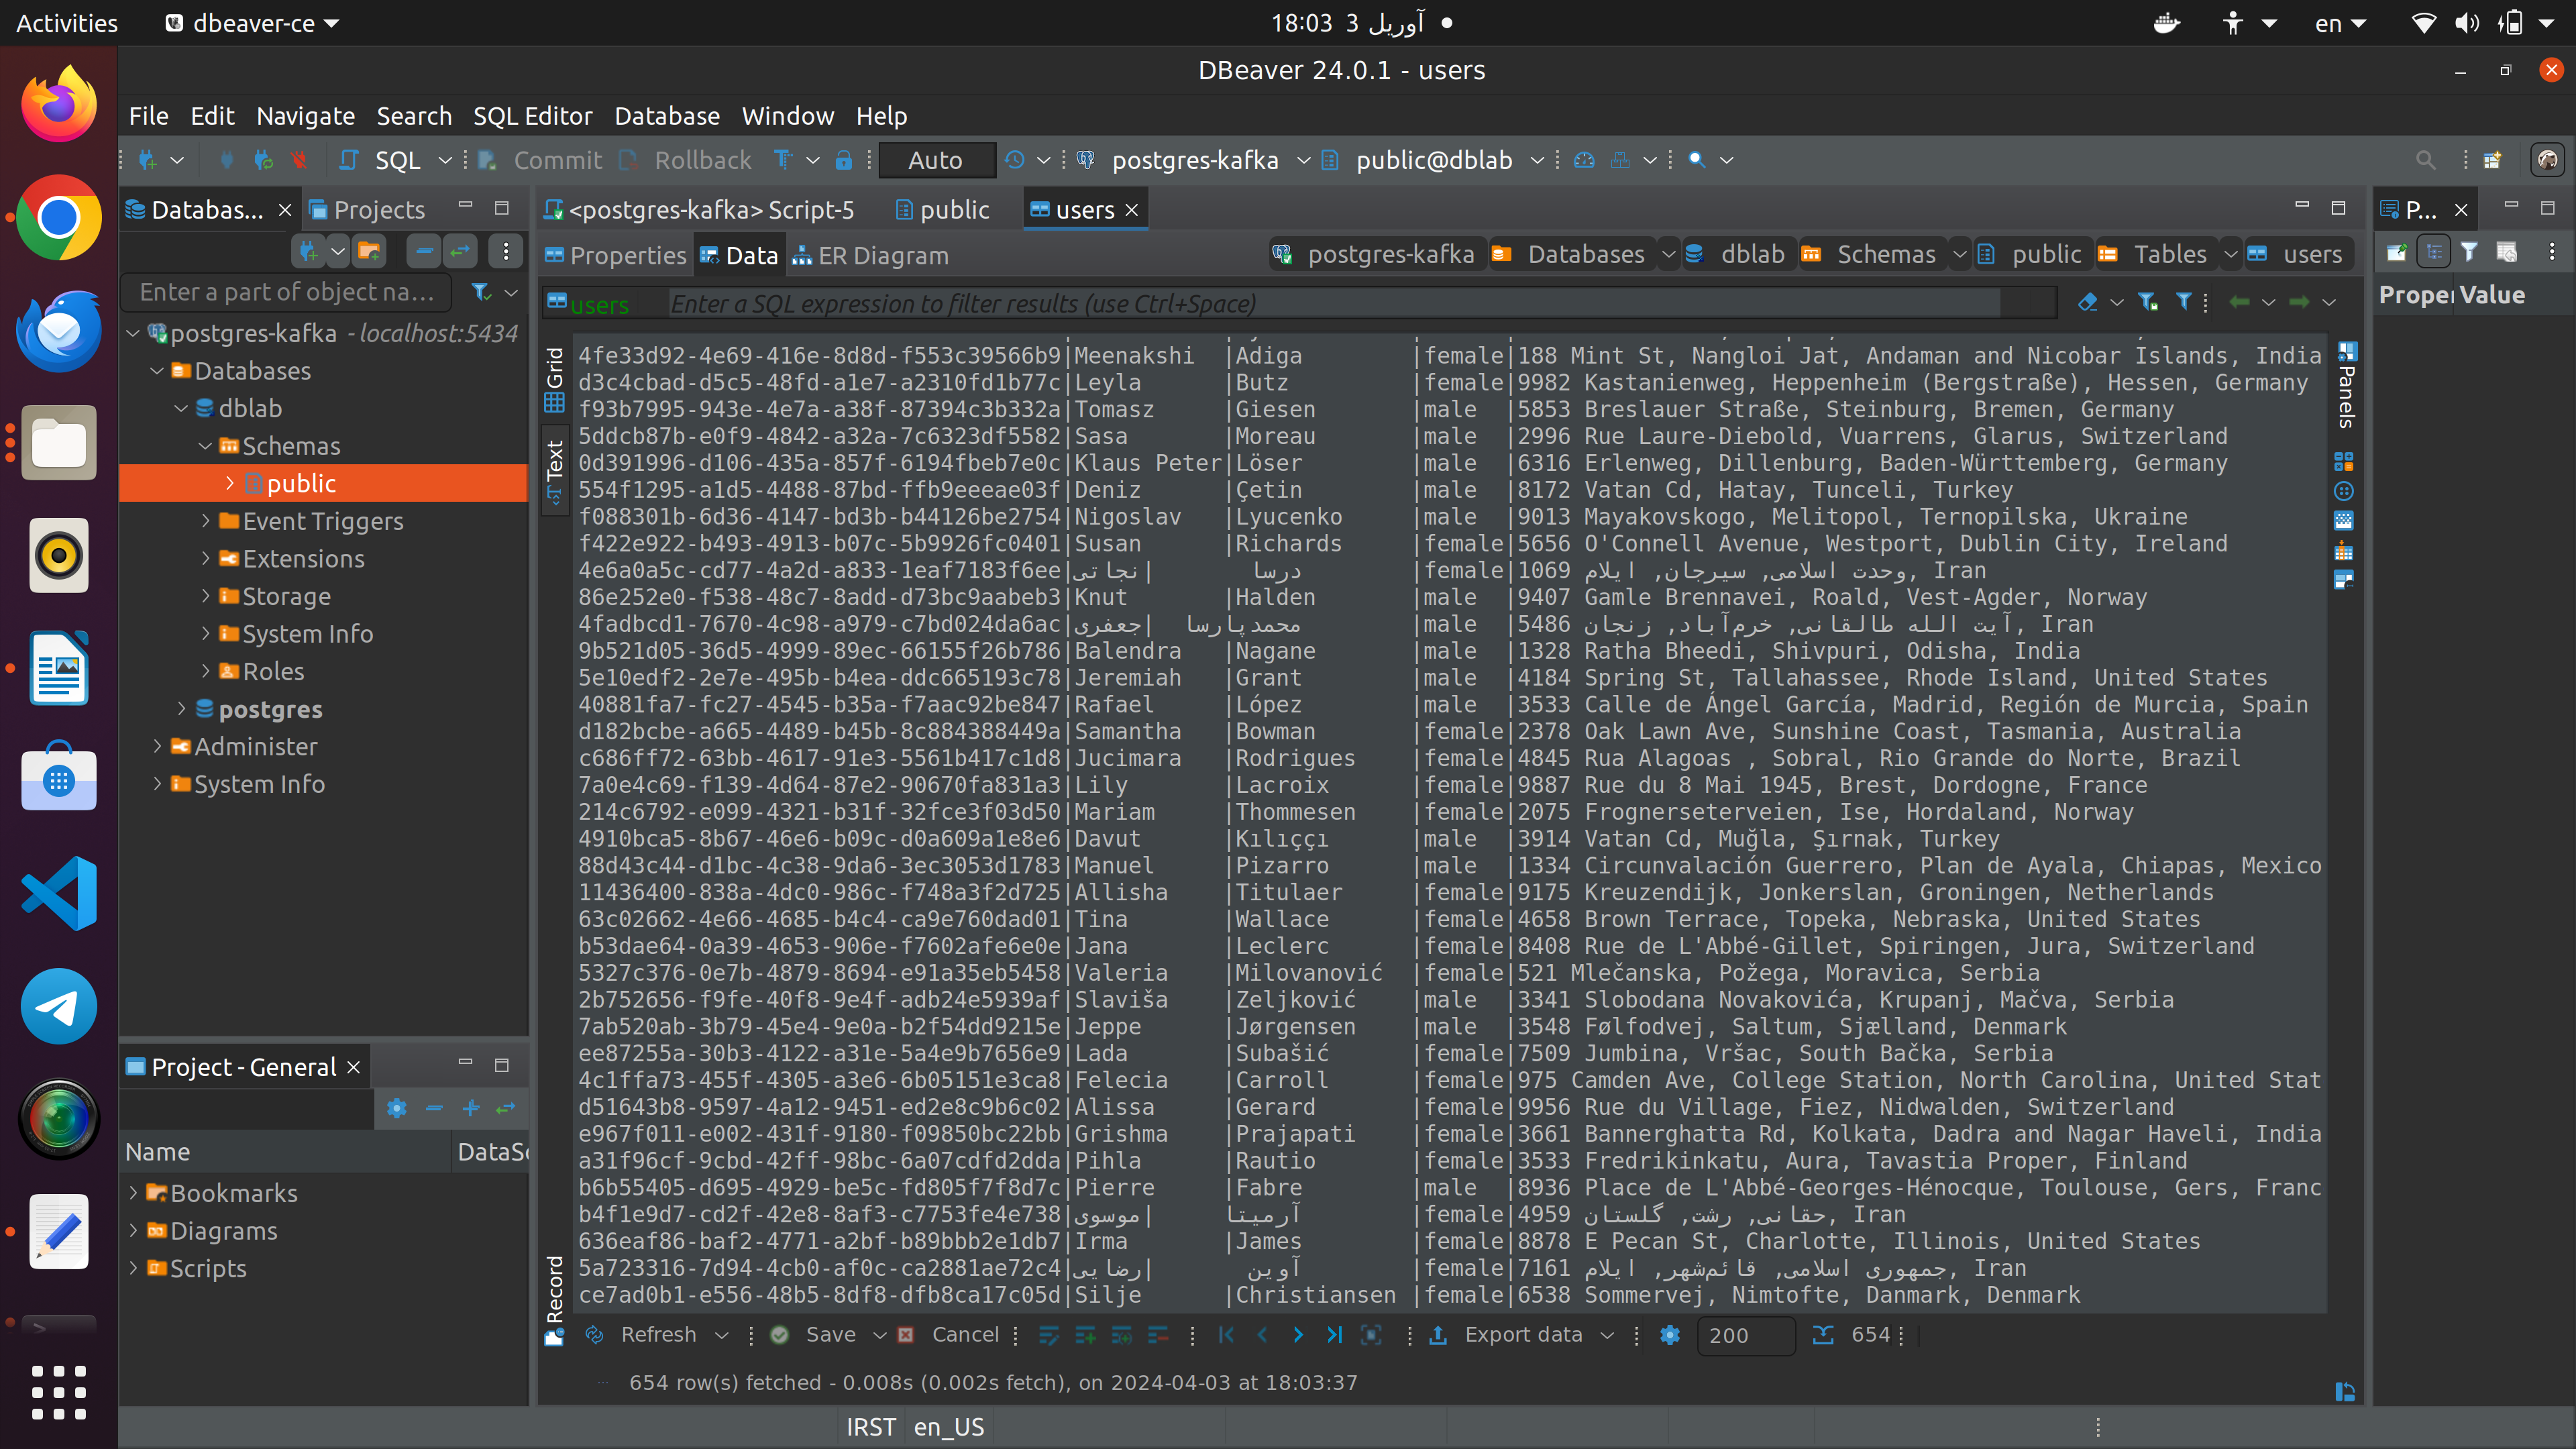 Activities
dbeaver-ce
18:03 3 آوریل
en
DBeaver 24.0.1 - users
File Edit Navigate Search SQL Editor Database Window Help
SQL Commit Rollback Auto postgres-kafka public@dblab
Databas... Projects
<postgres-kafka> Script-5 public users
P...
Properties Data ER Diagram
postgres-kafka Databases dblab Schemas public Tables users
Enter a part of object na...
users Enter a SQL expression to filter results (use Ctrl+Space)
Value
postgres-kafka - localhost:5434
Databases
dblab
Schemas
public
Event Triggers
Extensions
Storage
System Info
Roles
postgres
Administer
System Info
Project - General
Name DataSc
Bookmarks
Diagrams
Scripts
Grid
Text
Record
Panels
4fe33d92-4e69-416e-8d8d-f553c39566b9|Meenakshi |Adiga |female|188 Mint St, Nangloi Jat, Andaman and Nicobar Islands, India
d3c4cbad-d5c5-48fd-a1e7-a2310fd1b77c|Leyla |Butz |female|9982 Kastanienweg, Heppenheim (Bergstraße), Hessen, Germany
f93b7995-943e-4e7a-a38f-87394c3b332a|Tomasz |Giesen |male |5853 Breslauer Straße, Steinburg, Bremen, Germany
5ddcb87b-e0f9-4842-a32a-7c6323df5582|Sasa |Moreau |male |2996 Rue Laure-Diebold, Vuarrens, Glarus, Switzerland
0d391996-d106-435a-857f-6194fbeb7e0c|Klaus Peter|Löser |male |6316 Erlenweg, Dillenburg, Baden-Württemberg, Germany
554f1295-a1d5-4488-87bd-ffb9eeeae03f|Deniz |Çetin |male |8172 Vatan Cd, Hatay, Tunceli, Turkey
f088301b-6d36-4147-bd3b-b44126be2754|Nigoslav |Lyucenko |male |9013 Mayakovskogo, Melitopol, Ternopilska, Ukraine
f422e922-b493-4913-b07c-5b9926fc0401|Susan |Richards |female|5656 O'Connell Avenue, Westport, Dublin City, Ireland
4e6a0a5c-cd77-4a2d-a833-1eaf7183f6ee|درسا |نجاتی |female|1069 وحدت اسلامی, سیرجان, ایلام, Iran
86e252e0-f538-48c7-8add-d73bc9aabeb3|Knut |Halden |male |9407 Gamle Brennavei, Roald, Vest-Agder, Norway
4fadbcd1-7670-4c98-a979-c7bd024da6ac|محمدپارسا |جعفری |male |5486 آیت الله طالقانی, خرم‌آباد, زنجان, Iran
9b521d05-36d5-4999-89ec-66155f26b786|Balendra |Nagane |male |1328 Ratha Bheedi, Shivpuri, Odisha, India
5e10edf2-2e7e-495b-b4ea-ddc665193c78|Jeremiah |Grant |male |4184 Spring St, Tallahassee, Rhode Island, United States
40881fa7-fc27-4545-b35a-f7aac92be847|Rafael |López |male |3533 Calle de Ángel García, Madrid, Región de Murcia, Spain
d182bcbe-a665-4489-b45b-8c884388449a|Samantha |Bowman |female|2378 Oak Lawn Ave, Sunshine Coast, Tasmania, Australia
c686ff72-63bb-4617-91e3-5561b417c1d8|Jucimara |Rodrigues |female|4845 Rua Alagoas , Sobral, Rio Grande do Norte, Brazil
7a0e4c69-f139-4d64-87e2-90670fa831a3|Lily |Lacroix |female|9887 Rue du 8 Mai 1945, Brest, Dordogne, France
214c6792-e099-4321-b31f-32fce3f03d50|Mariam |Thommesen |female|2075 Frognerseterveien, Ise, Hordaland, Norway
4910bca5-8b67-46e6-b09c-d0a609a1e8e6|Davut |Kılıççı |male |3914 Vatan Cd, Muğla, Şırnak, Turkey
88d43c44-d1bc-4c38-9da6-3ec3053d1783|Manuel |Pizarro |male |1334 Circunvalación Guerrero, Plan de Ayala, Chiapas, Mexico
11436400-838a-4dc0-986c-f748a3f2d725|Allisha |Titulaer |female|9175 Kreuzendijk, Jonkerslan, Groningen, Netherlands
63c02662-4e66-4685-b4c4-ca9e760dad01|Tina |Wallace |female|4658 Brown Terrace, Topeka, Nebraska, United States
b53dae64-0a39-4653-906e-f7602afe6e0e|Jana |Leclerc |female|8408 Rue de L'Abbé-Gillet, Spiringen, Jura, Switzerland
5327c376-0e7b-4879-8694-e91a35eb5458|Valeria |Milovanović |female|521 Mlečanska, Požega, Moravica, Serbia
2b752656-f9fe-40f8-9e4f-adb24e5939af|Slaviša |Zeljković |male |3341 Slobodana Novakovića, Krupanj, Mačva, Serbia
7ab520ab-3b79-45e4-9e0a-b2f54dd9215e|Jeppe |Jørgensen |male |3548 Følfodvej, Saltum, Sjælland, Denmark
ee87255a-30b3-4122-a31e-5a4e9b7656e9|Lada |Subašić |female|7509 Jumbina, Vršac, South Bačka, Serbia
4c1ffa73-455f-4305-a3e6-6b05151e3ca8|Felecia |Carroll |female|975 Camden Ave, College Station, North Carolina, United Stat
d51643b8-9597-4a12-9451-ed2e8c9b6c02|Alissa |Gerard |female|9956 Rue du Village, Fiez, Nidwalden, Switzerland
e967f011-e002-431f-9180-f09850bc22bb|Grishma |Prajapati |female|3661 Bannerghatta Rd, Kolkata, Dadra and Nagar Haveli, India
a31f96cf-9cbd-42ff-98bc-6a07cdfd2dda|Pihla |Rautio |female|3533 Fredrikinkatu, Aura, Tavastia Proper, Finland
b6b55405-d695-4929-be5c-fd805f7f8d7c|Pierre |Fabre |male |8936 Place de L'Abbé-Georges-Hénocque, Toulouse, Gers, Franc
b4f1e9d7-cd2f-42e8-8af3-c7753fe4e738|آرمیتا |موسوی |female|4959 حقانی, رشت, گلستان, Iran
636eaf86-baf2-4771-a2bf-b89bbb2e1db7|Irma |James |female|8878 E Pecan St, Charlotte, Illinois, United States
5a723316-7d94-4cb0-af0c-ca2881ae72c4|آوین |رضایی |female|7161 جمهوری اسلامی, قائم‌شهر, ایلام, Iran
ce7ad0b1-e556-48b5-8df8-dfb8ca17c05d|Silje |Christiansen |female|6538 Sommervej, Nimtofte, Danmark, Denmark
Refresh Save Cancel Export data 200 654
654 row(s) fetched - 0.008s (0.002s fetch), on 2024-04-03 at 18:03:37
IRST en_US